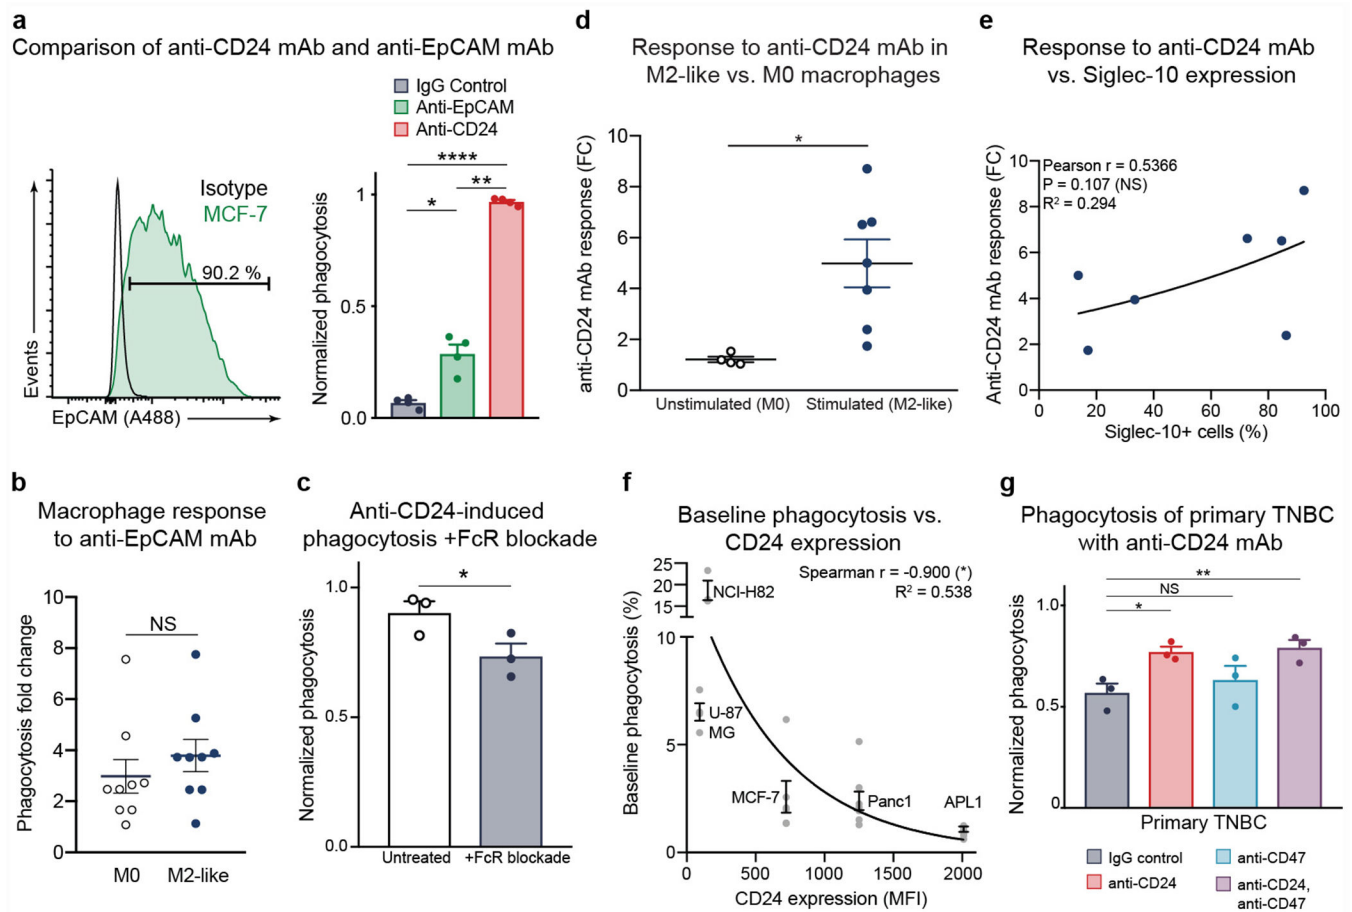 a
Comparison of anti-CD24 mAb and anti-EpCAM mAb
IgG Control
Anti-EpCAM
Anti-CD24
Isotype
MCF-7
90.2 %
Events
EpCAM (A488)
****
**
*
Normalized phagocytosis
1
0.5
0.0
d
Response to anti-CD24 mAb in
M2-like vs. M0 macrophages
*
anti-CD24 mAb response (FC)
10
8
6
4
2
0
Unstimulated (M0)
Stimulated (M2-like)
e
Response to anti-CD24 mAb
vs. Siglec-10 expression
Pearson r = 0.5366
P = 0.107 (NS)
R² = 0.294
Anti-CD24 mAb response (FC)
10
8
6
4
2
0
0 20 40 60 80 100
Siglec-10+ cells (%)
b
Macrophage response
to anti-EpCAM mAb
NS
Phagocytosis fold change
10
8
6
4
2
0
M0
M2-like
c
Anti-CD24-induced
phagocytosis +FcR blockade
*
Normalized phagocytosis
1.0
0.5
0.0
Untreated
+FcR blockade
f
Baseline phagocytosis vs.
CD24 expression
Spearman r = -0.900 (*)
R² = 0.538
Baseline phagocytosis (%)
25
20
15
10
5
0
NCI-H82
U-87
MG
MCF-7
Panc1
APL1
0 500 1000 1500 2000
CD24 expression (MFI)
g
Phagocytosis of primary TNBC
with anti-CD24 mAb
**
NS
*
Normalized phagocytosis
1.0
0.5
0
Primary TNBC
IgG control
anti-CD24
anti-CD47
anti-CD24,
anti-CD47